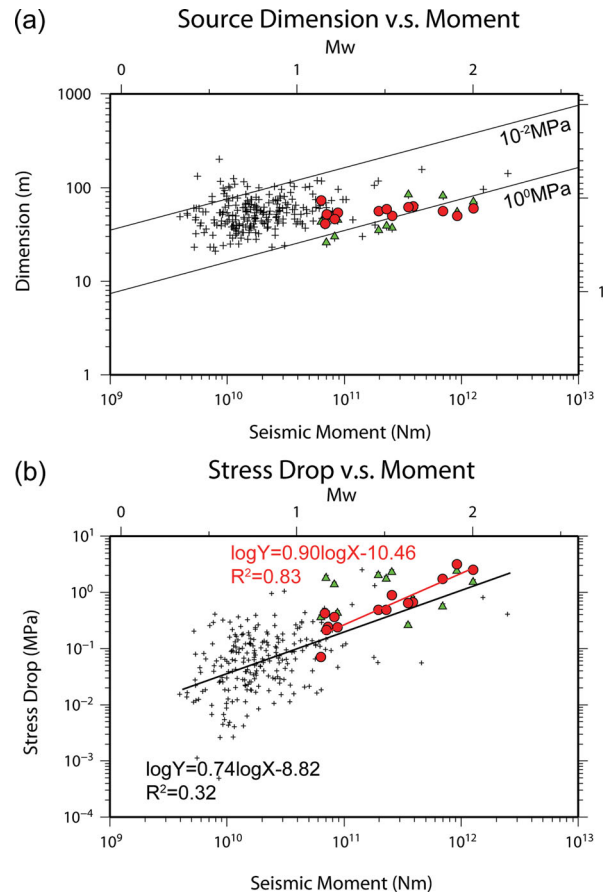 (a)
Source Dimension v.s. Moment
Mw
0 1 2
1000
100
10
1
Dimension (m)
10⁻²MPa
10⁰MPa
1
10⁹ 10¹⁰ 10¹¹ 10¹² 10¹³
Seismic Moment (Nm)
(b)
Stress Drop v.s. Moment
Mw
0 1 2
10¹
10⁰
10⁻¹
10⁻²
10⁻³
10⁻⁴
Stress Drop (MPa)
logY=0.90logX-10.46
R²=0.83
logY=0.74logX-8.82
R²=0.32
10⁹ 10¹⁰ 10¹¹ 10¹² 10¹³
Seismic Moment (Nm)